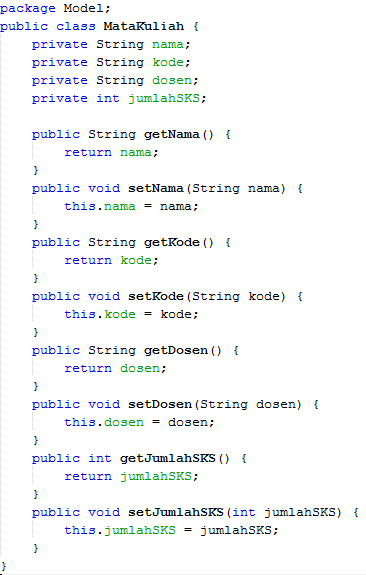 package Model;
public class MataKuliah {
    private String nama;
    private String kode;
    private String dosen;
    private int jumlahSKS;

    public String getNama() {
        return nama;
    }
    public void setNama(String nama) {
        this.nama = nama;
    }
    public String getKode() {
        return kode;
    }
    public void setKode(String kode) {
        this.kode = kode;
    }
    public String getDosen() {
        return dosen;
    }
    public void setDosen(String dosen) {
        this.dosen = dosen;
    }
    public int getJumlahSKS() {
        return jumlahSKS;
    }
    public void setJumlahSKS(int jumlahSKS) {
        this.jumlahSKS = jumlahSKS;
    }
}